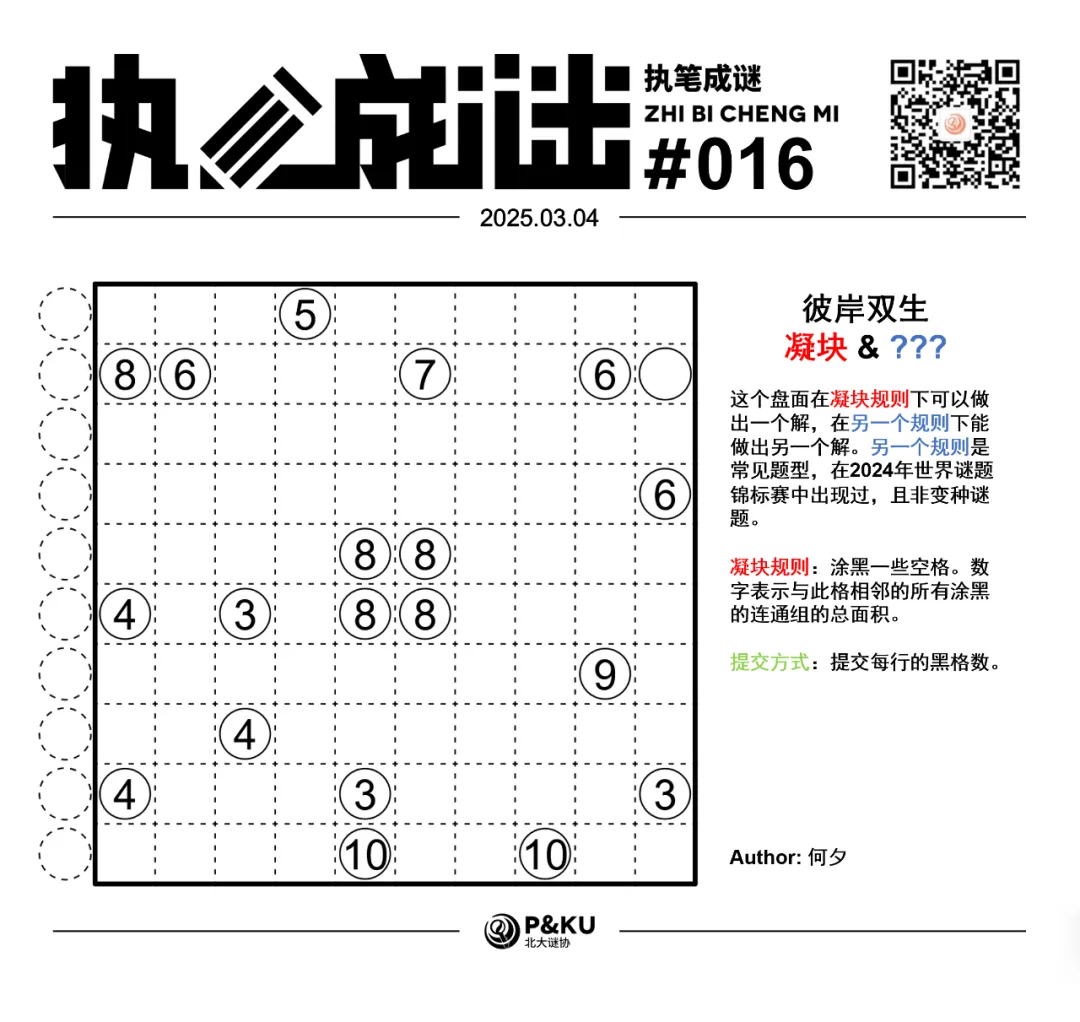 执笔成谜
执笔成谜
ZHI BI CHENG MI
#016
2025.03.04
5
8 6 7 6
6
8 8
4 3 8 8
9
4
4 3 3
10 10
彼岸双生
凝块 & ???
这个盘面在凝块规则下可以做
出一个解，在另一个规则下能
做出另一个解。另一个规则是
常见题型，在2024年世界谜题
锦标赛中出现过，且非变种谜
题。
凝块规则：涂黑一些空格。数
字表示与此格相邻的所有涂黑
的连通组的总面积。
提交方式：提交每行的黑格数。
Author: 何夕
P&KU
北大谜协